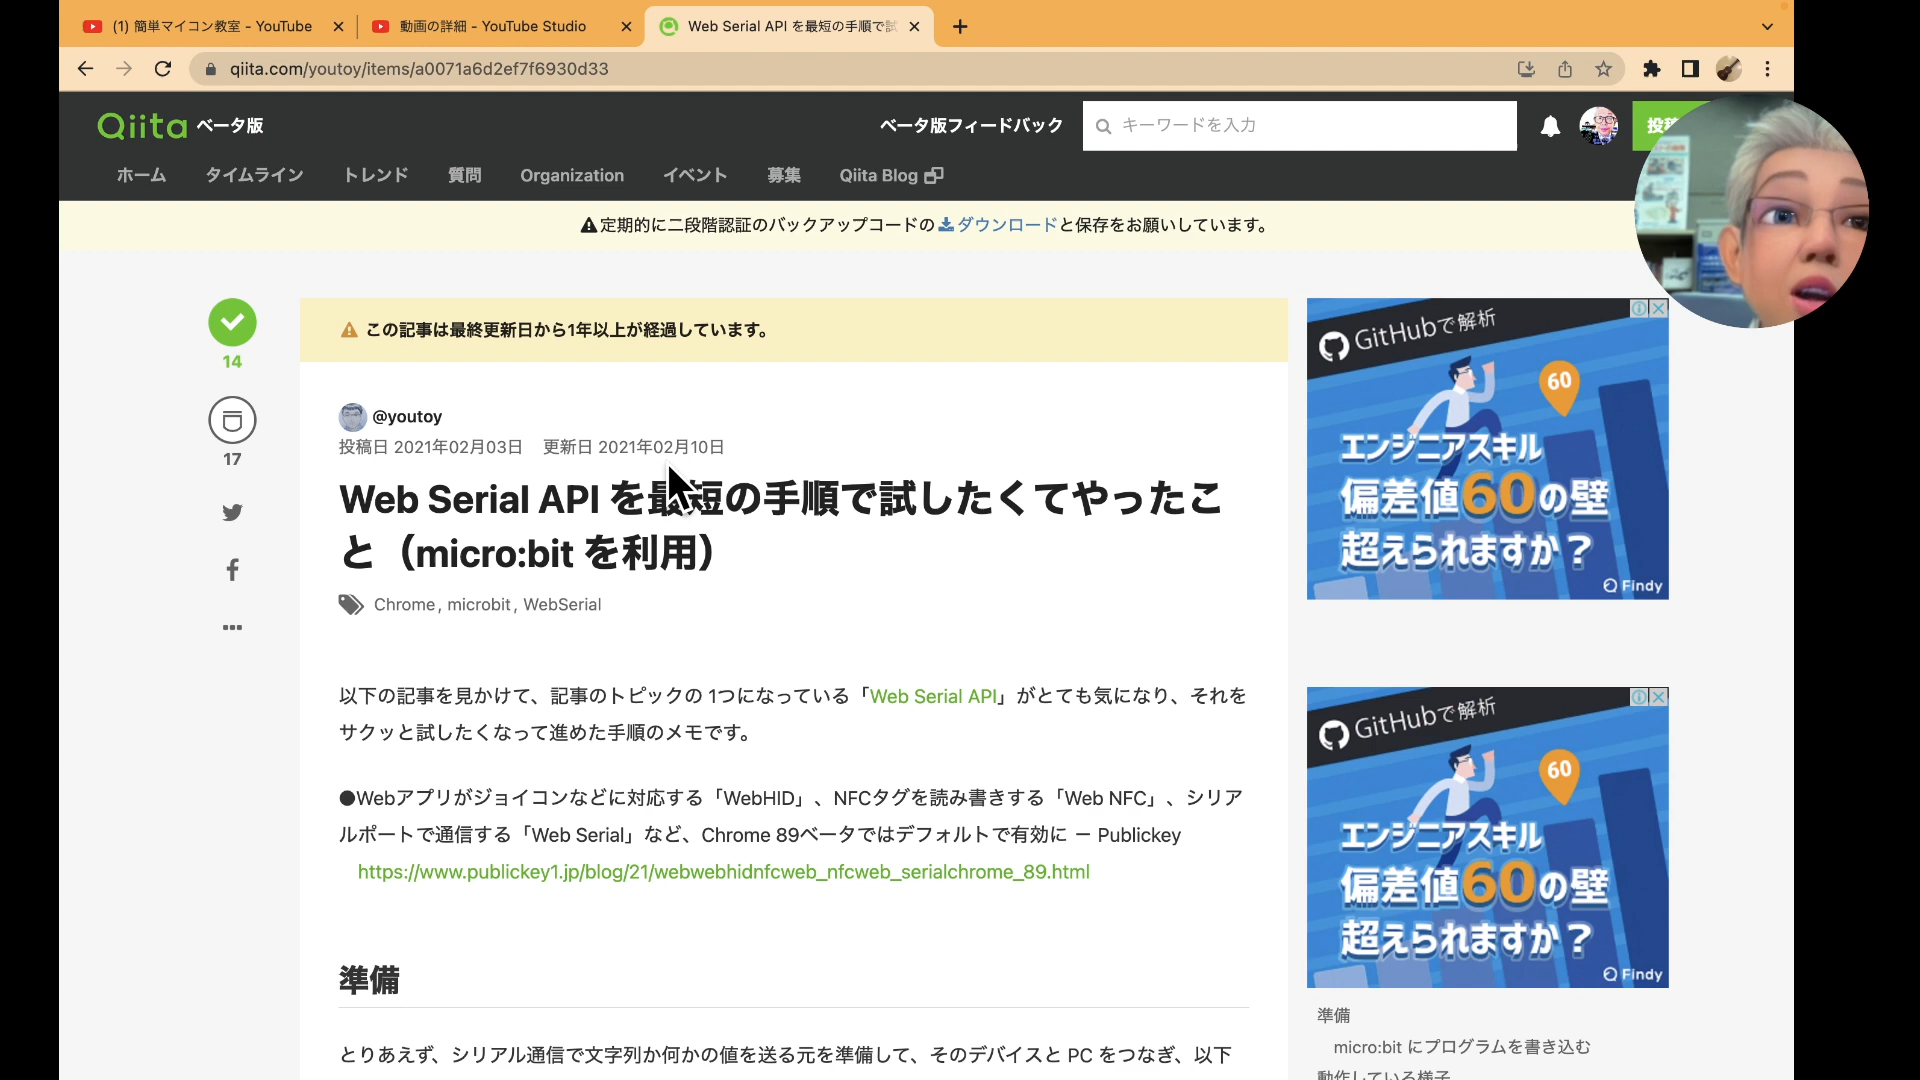 (1) 簡単マイコン教室 - YouTube
動画の詳細 - YouTube Studio
Web Serial API を最短の手順で試
qiita.com/youtoy/items/a0071a6d2ef7f6930d33
Qiita ベータ版
ベータ版フィードバック
キーワードを入力
投稿
ホーム
タイムライン
トレンド
質問
Organization
イベント
募集
Qiita Blog
定期的に二段階認証のバックアップコードのダウンロードと保存をお願いしています。
14
17
この記事は最終更新日から1年以上が経過しています。
@youtoy
投稿日 2021年02月03日 更新日 2021年02月10日
Web Serial API を最短の手順で試したくてやったこ
と（micro:bit を利用）
Chrome, microbit, WebSerial
以下の記事を見かけて、記事のトピックの 1つになっている「Web Serial API」がとても気になり、それを
サクッと試したくなって進めた手順のメモです。
●Webアプリがジョイコンなどに対応する「WebHID」、NFCタグを読み書きする「Web NFC」、シリア
ルポートで通信する「Web Serial」など、Chrome 89ベータではデフォルトで有効に － Publickey
https://www.publickey1.jp/blog/21/webwebhidnfcweb_nfcweb_serialchrome_89.html
準備
とりあえず、シリアル通信で文字列か何かの値を送る元を準備して、そのデバイスと PC をつなぎ、以下
GitHubで解析
60
エンジニアスキル
偏差値60の壁
超えられますか？
Findy
GitHubで解析
60
エンジニアスキル
偏差値60の壁
超えられますか？
Findy
準備
micro:bit にプログラムを書き込む
動作している様子